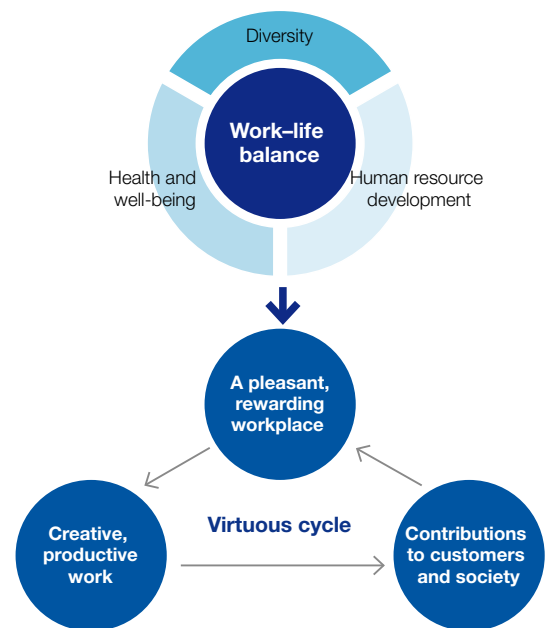 Diversity
Work–life
balance
Health and
well-being
Human resource
development
A pleasant,
rewarding
workplace
Virtuous cycle
Creative,
productive
work
Contributions
to customers
and society